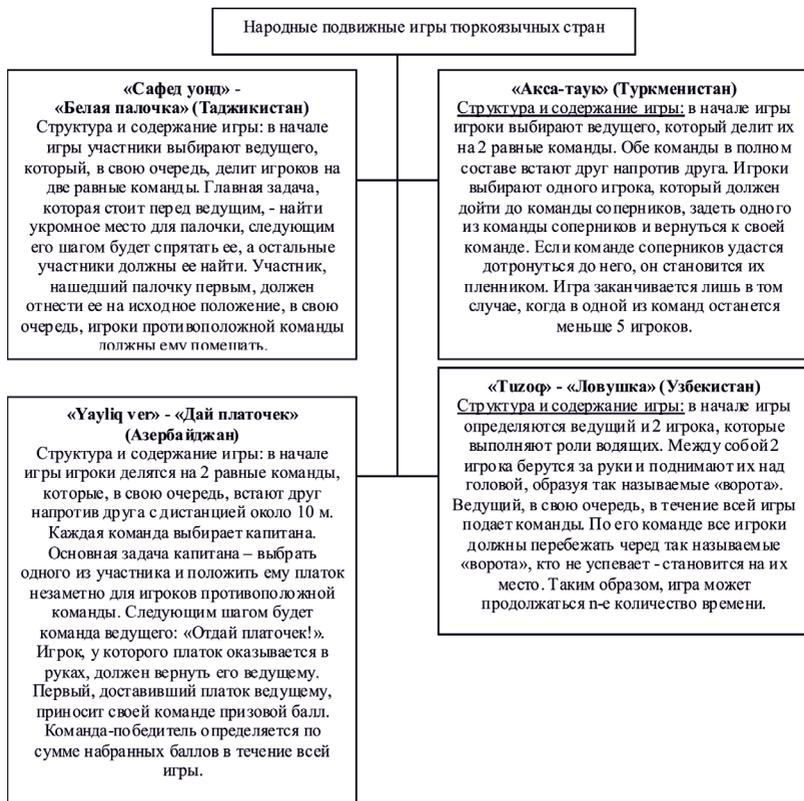 Народные подвижные игры тюркоязычных стран
«Сафед уонд» -
«Белая палочка» (Таджикистан)
Структура и содержание игры: в начале
игры участники выбирают ведущего,
который, в свою очередь, делит игроков на
две равные команды. Главная задача,
которая стоит перед ведущим, - найти
укромное место для палочки, следующим
его шагом будет спрятать ее, а остальные
участники должны ее найти. Участник,
нашедший палочку первым, должен
отнести ее на исходное положение, в свою
очередь, игроки противоположной команды
должны ему помешать.
«Акса-таук» (Туркменистан)
Структура и содержание игры: в начале игры
игроки выбирают ведущего, который делит их
на 2 равные команды. Обе команды в полном
составе встают друг напротив друга. Игроки
выбирают одного игрока, который должен
дойти до команды соперников, задеть одного
из команды соперников и вернуться к своей
команде. Если команде соперников удастся
дотронуться до него, он становится их
пленником. Игра заканчивается лишь в том
случае, когда в одной из команд останется
меньше 5 игроков.
«Yayliq ver» - «Дай платочек»
(Азербайджан)
Структура и содержание игры: в начале
игры игроки делятся на 2 равные команды,
которые, в свою очередь, встают друг
напротив друга с дистанцией около 10 м.
Каждая команда выбирает капитана.
Основная задача капитана – выбрать
одного из участника и положить ему платок
незаметно для игроков противоположной
команды. Следующим шагом будет
команда ведущего: «Отдай платочек!».
Игрок, у которого платок оказывается в
руках, должен вернуть его ведущему.
Первый, доставивший платок ведущему,
приносит своей команде призовой балл.
Команда-победитель определяется по
сумме набранных баллов в течение всей
игры.
«Tuzoq» - «Ловушка» (Узбекистан)
Структура и содержание игры: в начале игры
определяются ведущий и 2 игрока, которые
выполняют роли водящих. Между собой 2
игрока берутся за руки и поднимают их над
головой, образуя так называемые «ворота».
Ведущий, в свою очередь, в течение всей игры
подает команды. По его команде все игроки
должны перебежать черед так называемые
«ворота», кто не успевает - становится на их
место. Таким образом, игра может
продолжаться n-е количество времени.